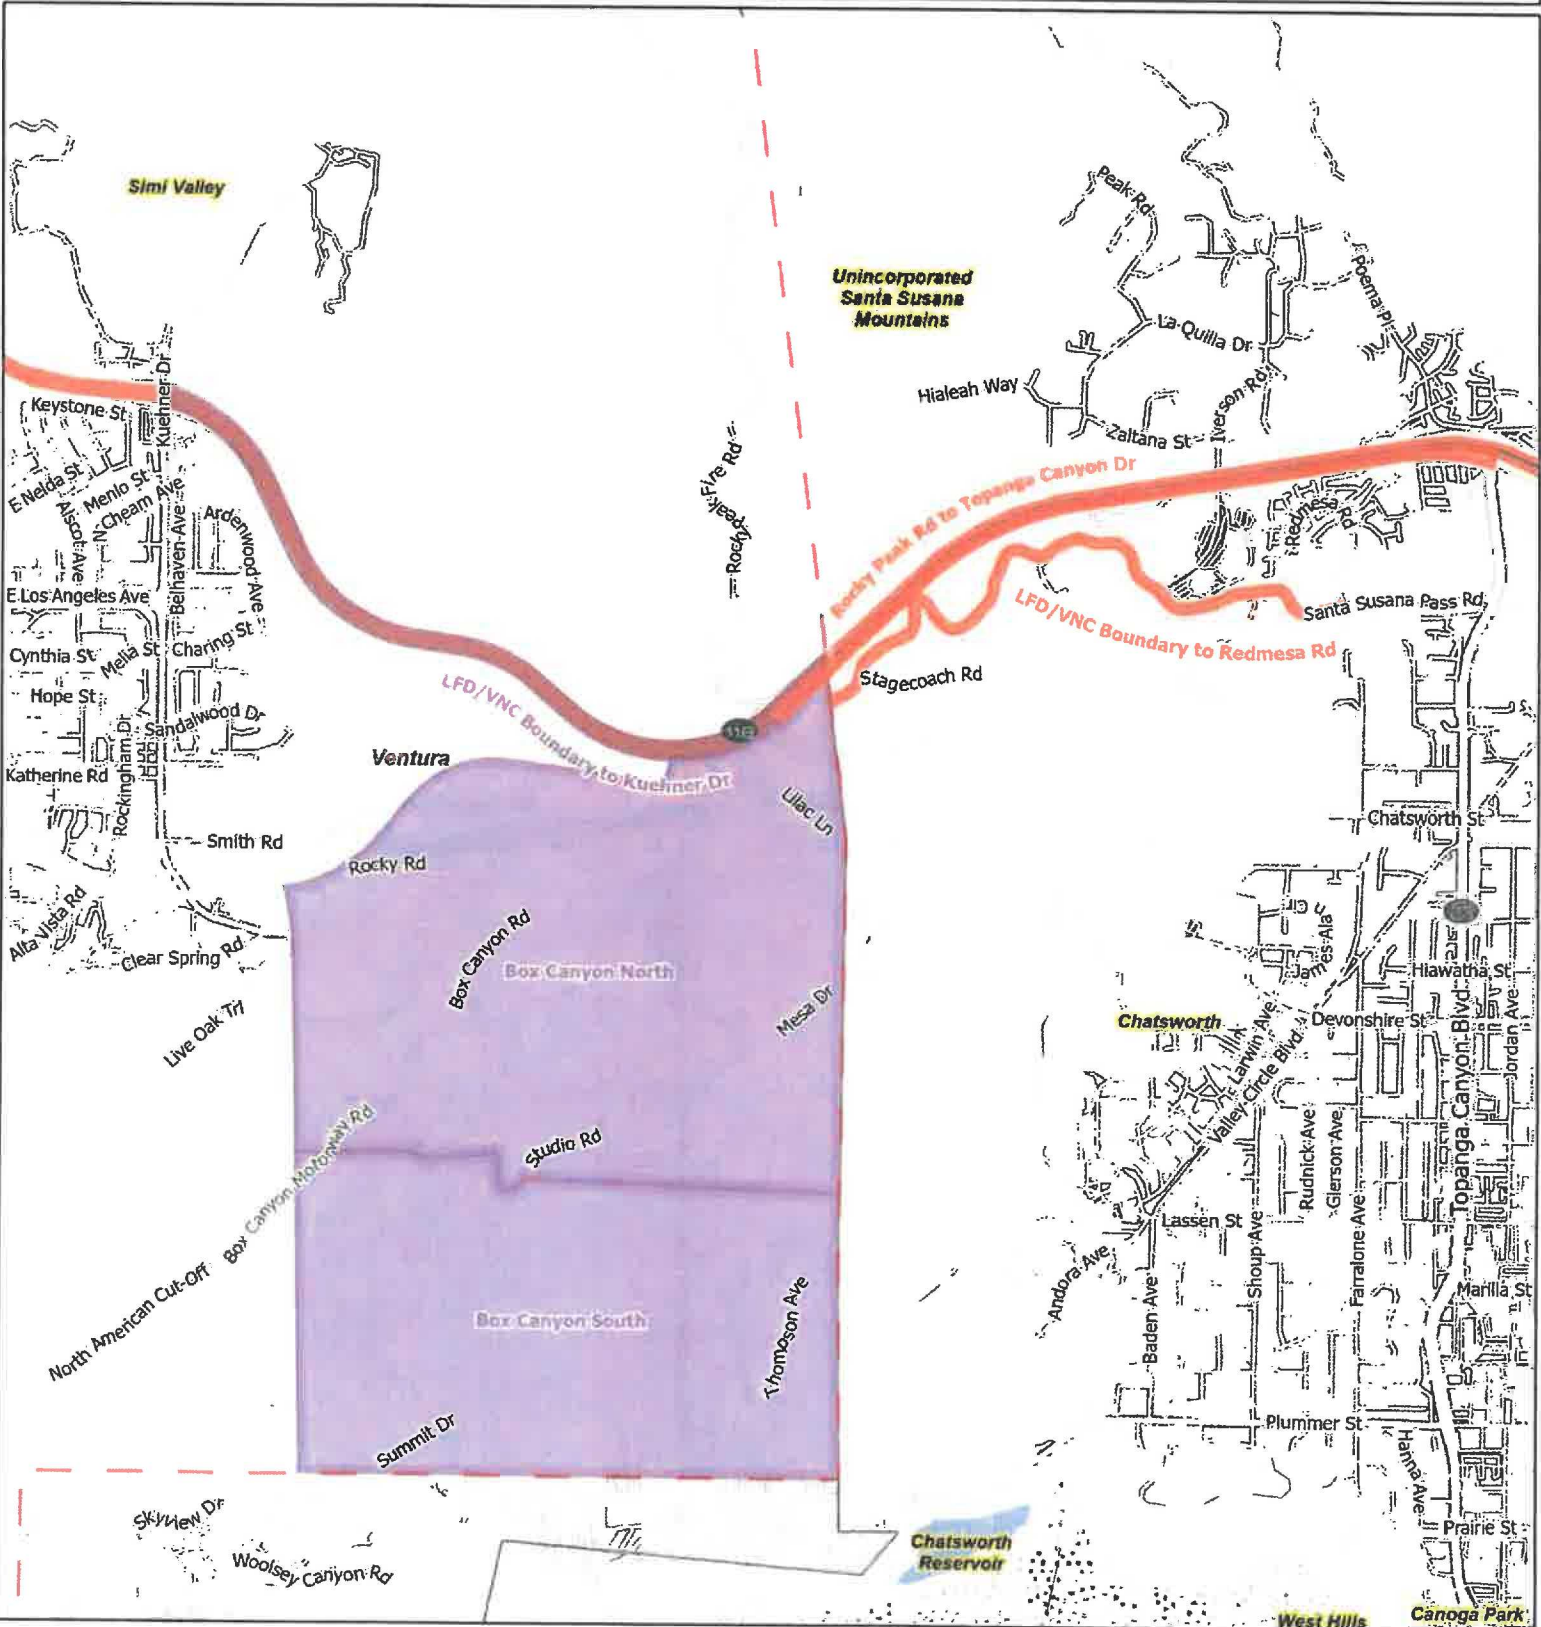 Simi Valley
Peak Rd
Unincorporated
Santa Susana
Mountains
Poema Pl
La Quilla Dr
Hialeah Way
Iverson Rd
Zaltana St
Keystone St
Kuehner Dr
E Nelda St
Menlo St
N Cheam Ave
Alscot Ave
Ardenwood Ave
Belhaven Ave
Rocky Peak Rd to Topanga Canyon Dr
Redmesa Rd
E Los Angeles Ave
LFD/VNC Boundary to Redmesa Rd
Santa Susana Pass Rd
Cynthia St
Melia St
Charing St
Stagecoach Rd
Hope St
Sandalwood Dr
LFD/VNC Boundary to Kuehner Dr
Ventura
Katherine Rd
Rockingham Dr
Lilac Ln
Chatsworth St
Smith Rd
Rocky Rd
Alta Vista Rd
Clear Spring Rd
Box Canyon Rd
Box Canyon North
Hiawatha St
Live Oak Trl
Mesa Dr
Chatsworth
Larwin Ave
Devonshire St
Jordan Ave
Topanga Canyon Blvd
Valley Circle Blvd
Box Canyon Motorway Rd
Studio Rd
Rudnick Ave
Glerson Ave
Lassen St
Shoup Ave
Farralone Ave
Andora Ave
North American Cut-Off
Baden Ave
Manila St
Box Canyon South
Thompson Ave
Summit Dr
Plummer St
Hanna Ave
Skyview Dr
Woolsey Canyon Rd
Chatsworth
Reservoir
Prairie St
West Hills
Canoga Park